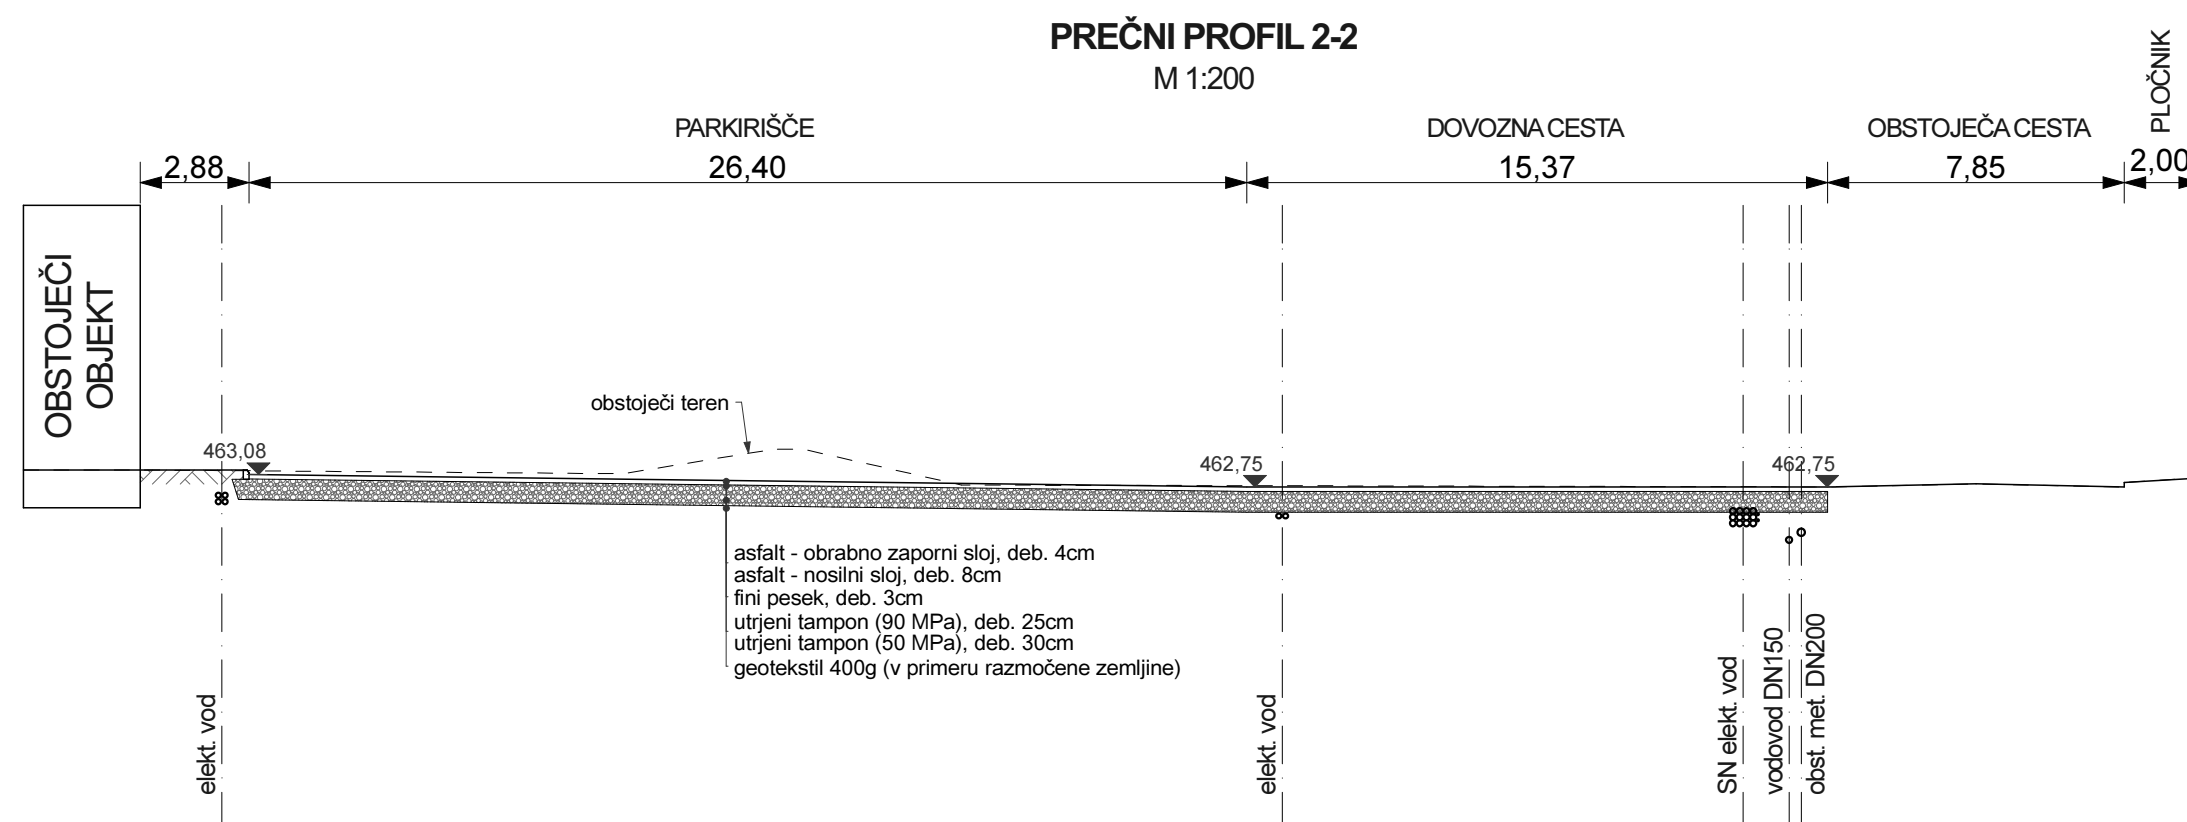 PREČNI PROFIL 2-2
M 1:200
PLOČNIK
PARKIRIŠČE
DOVOZNA CESTA
OBSTOJEČA CESTA
2,88
26,40
15,37
7,85
2,00
OBSTOJEČI
OBJEKT
obstoječi teren
463,08
462,75
462,75
asfalt - obrabno zaporni sloj, deb. 4cm
asfalt - nosilni sloj, deb. 8cm
fini pesek, deb. 3cm
utrjeni tampon (90 MPa), deb. 25cm
utrjeni tampon (50 MPa), deb. 30cm
geotekstil 400g (v primeru razmočene zemljine)
elekt. vod
elekt. vod
SN elekt. vod
vodovod DN150
obst. met. DN200